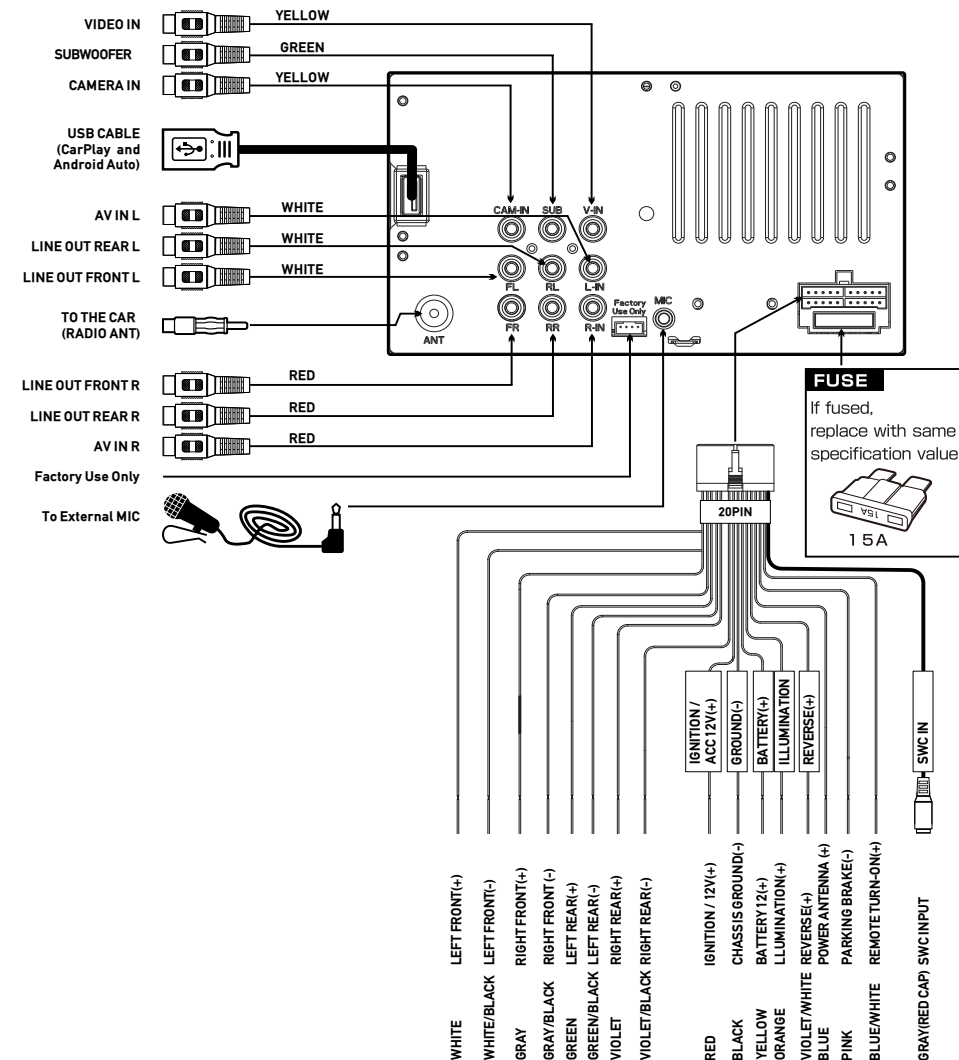 VIDEO IN
YELLOW
SUBWOOFER
GREEN
CAMERA IN
YELLOW
USB CABLE
(CarPlay and
Android Auto)
AV IN L
WHITE
LINE OUT REAR L
WHITE
LINE OUT FRONT L
WHITE
TO THE CAR
(RADIO ANT)
CAM-IN SUB V-IN
FL RL L-IN
FR RR R-IN
Factory
Use Only
MIC
ANT
LINE OUT FRONT R
RED
LINE OUT REAR R
RED
AV IN R
RED
Factory Use Only
To External MIC
FUSE
If fused,
replace with same
specification value
15A
15A
20PIN
IGNITION /
ACC 12V(+)
GROUND(-)
BATTERY(+)
ILLUMINATION
REVERSE(+)
SWC IN
WHITE LEFT FRONT(+)
WHITE/BLACK LEFT FRONT(-)
GRAY RIGHT FRONT(+)
GRAY/BLACK RIGHT FRONT(-)
GREEN LEFT REAR(+)
GREEN/BLACK LEFT REAR(-)
VIOLET RIGHT REAR(+)
VIOLET/BLACK RIGHT REAR(-)
RED IGNITION / 12V(+)
BLACK CHASSIS GROUND(-)
YELLOW BATTERY 12(+)
ORANGE LLUMINATION(+)
VIOLET/WHITE REVERSE(+)
BLUE POWER ANTENNA (+)
PINK PARKING BRAKE(-)
BLUE/WHITE REMOTE TURN-ON(+)
GRAY(RED CAP) SWC INPUT